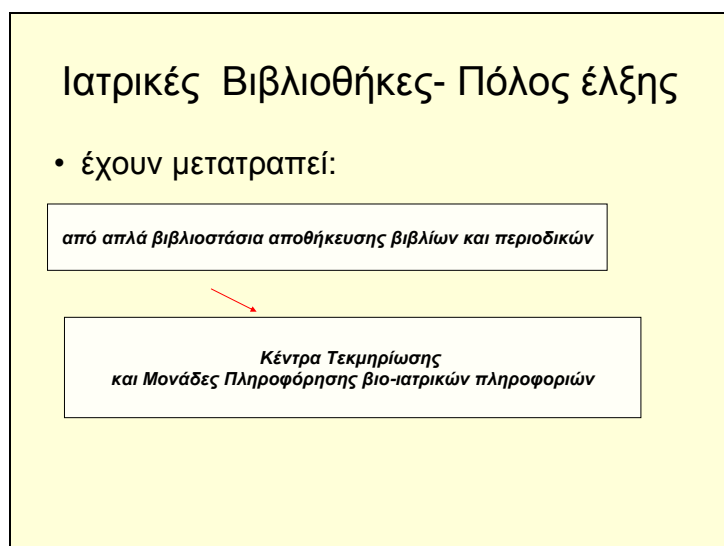 Ιατρικές Βιβλιοθήκες- Πόλος έλξης
• έχουν μετατραπεί:
από απλά βιβλιοστάσια αποθήκευσης βιβλίων και περιοδικών
Κέντρα Τεκμηρίωσης
και Μονάδες Πληροφόρησης βιο-ιατρικών πληροφοριών